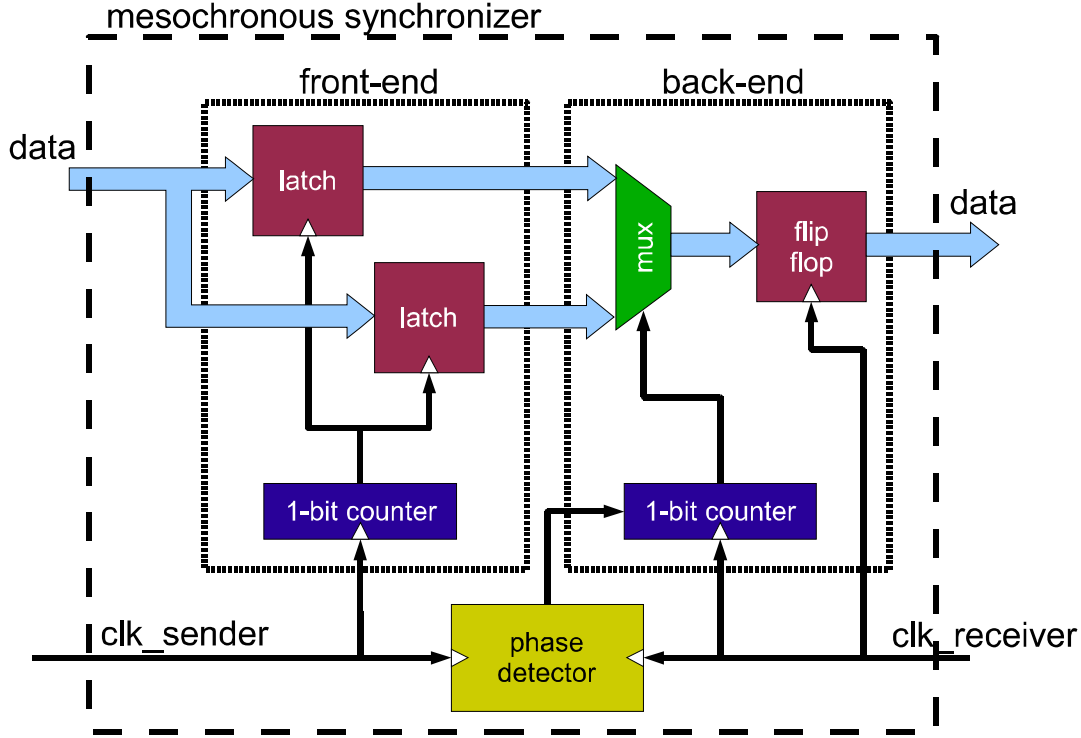 mesochronous synchronizer
front-end
back-end
data
latch
latch
mux
flip
flop
data
1-bit counter
1-bit counter
clk_sender
phase
detector
clk_receiver